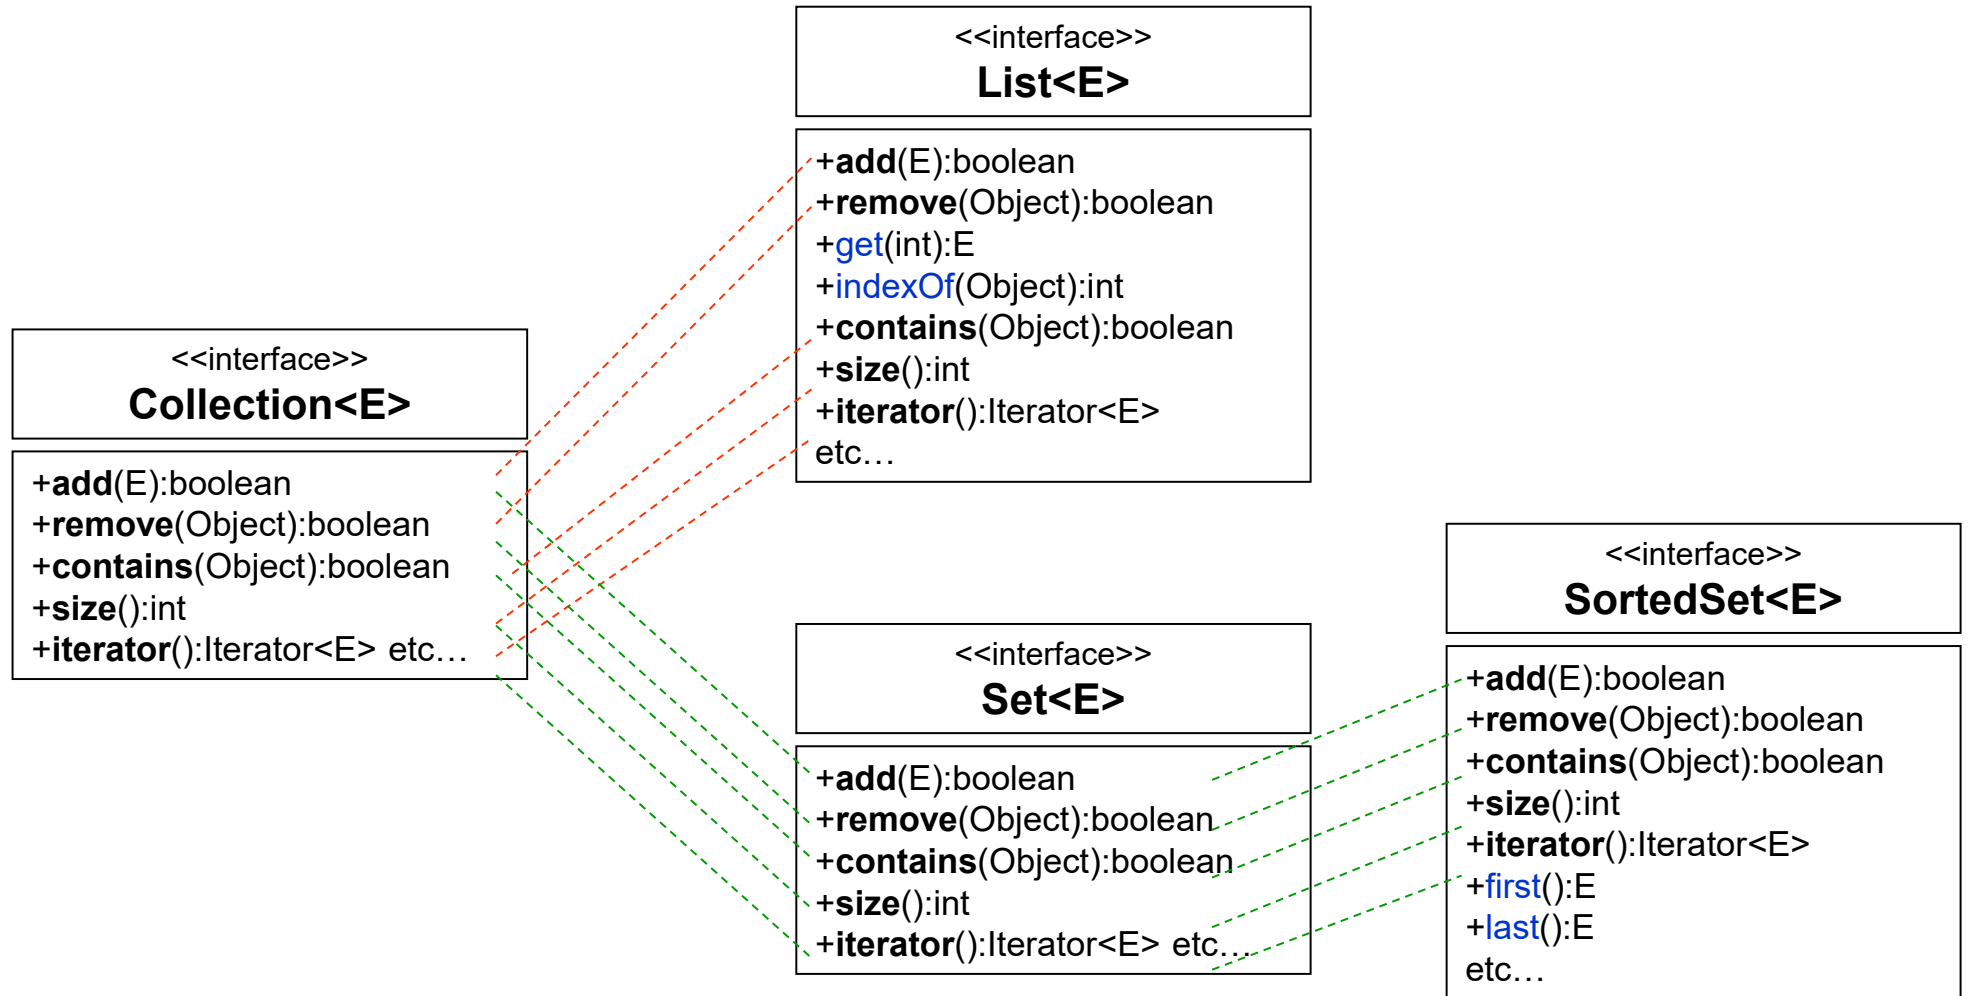 <<interface>>
List<E>
+add(E):boolean
+remove(Object):boolean
+get(int):E
+indexOf(Object):int
+contains(Object):boolean
+size():int
+iterator():Iterator<E>
etc…
<<interface>>
Collection<E>
+add(E):boolean
+remove(Object):boolean
+contains(Object):boolean
+size():int
+iterator():Iterator<E> etc…
<<interface>>
Set<E>
+add(E):boolean
+remove(Object):boolean
+contains(Object):boolean
+size():int
+iterator():Iterator<E> etc…
<<interface>>
SortedSet<E>
+add(E):boolean
+remove(Object):boolean
+contains(Object):boolean
+size():int
+iterator():Iterator<E>
+first():E
+last():E
etc…